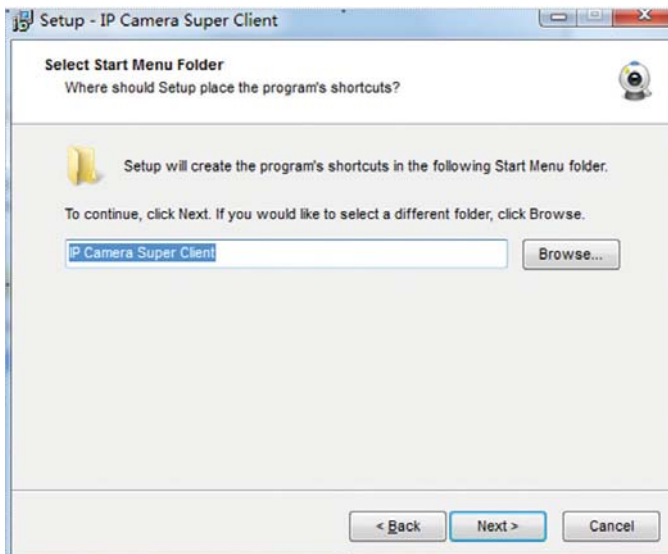 Setup - IP Camera Super Client
Select Start Menu Folder
Where should Setup place the program's shortcuts?
Setup will create the program's shortcuts in the following Start Menu folder.
To continue, click Next. If you would like to select a different folder, click Browse.
IP Camera Super Client
Browse...
< Back
Next >
Cancel